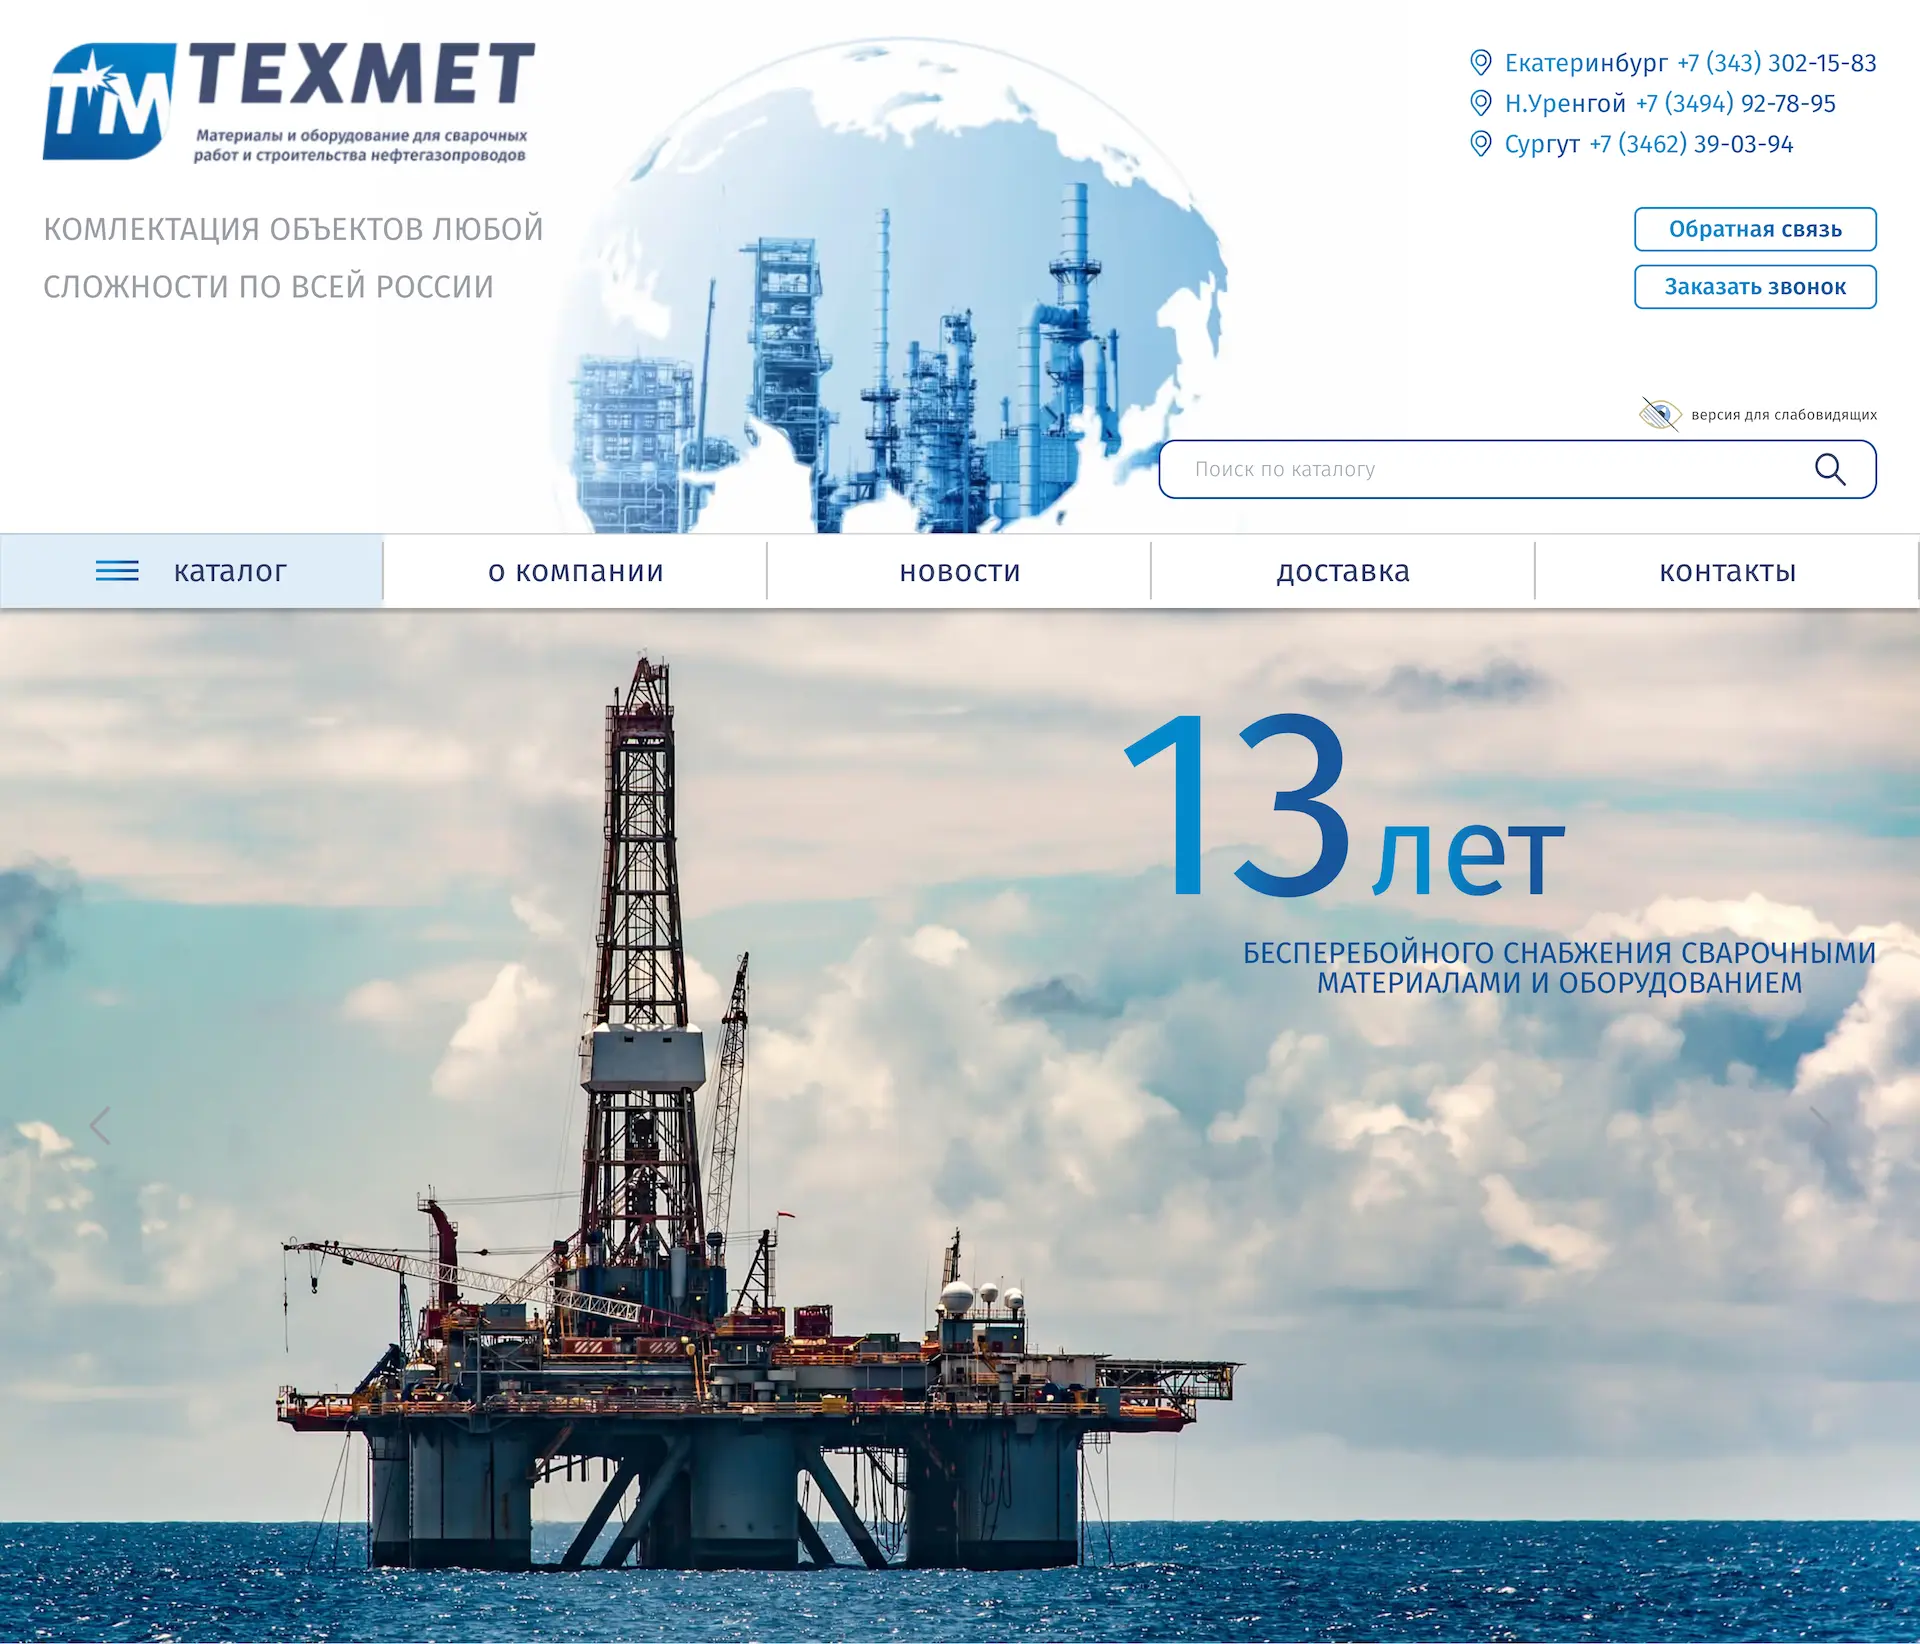 ТМ ТЕХМЕТ
Материалы и оборудование для сварочных
работ и строительства нефтегазопроводов
КОМЛЕКТАЦИЯ ОБЪЕКТОВ ЛЮБОЙ
СЛОЖНОСТИ ПО ВСЕЙ РОССИИ
Екатеринбург +7 (343) 302-15-83
Н.Уренгой +7 (3494) 92-78-95
Сургут +7 (3462) 39-03-94
Обратная связь
Заказать звонок
версия для слабовидящих
Поиск по каталогу
каталог
о компании
новости
доставка
контакты
13 лет
БЕСПЕРЕБОЙНОГО СНАБЖЕНИЯ СВАРОЧНЫМИ
МАТЕРИАЛАМИ И ОБОРУДОВАНИЕМ